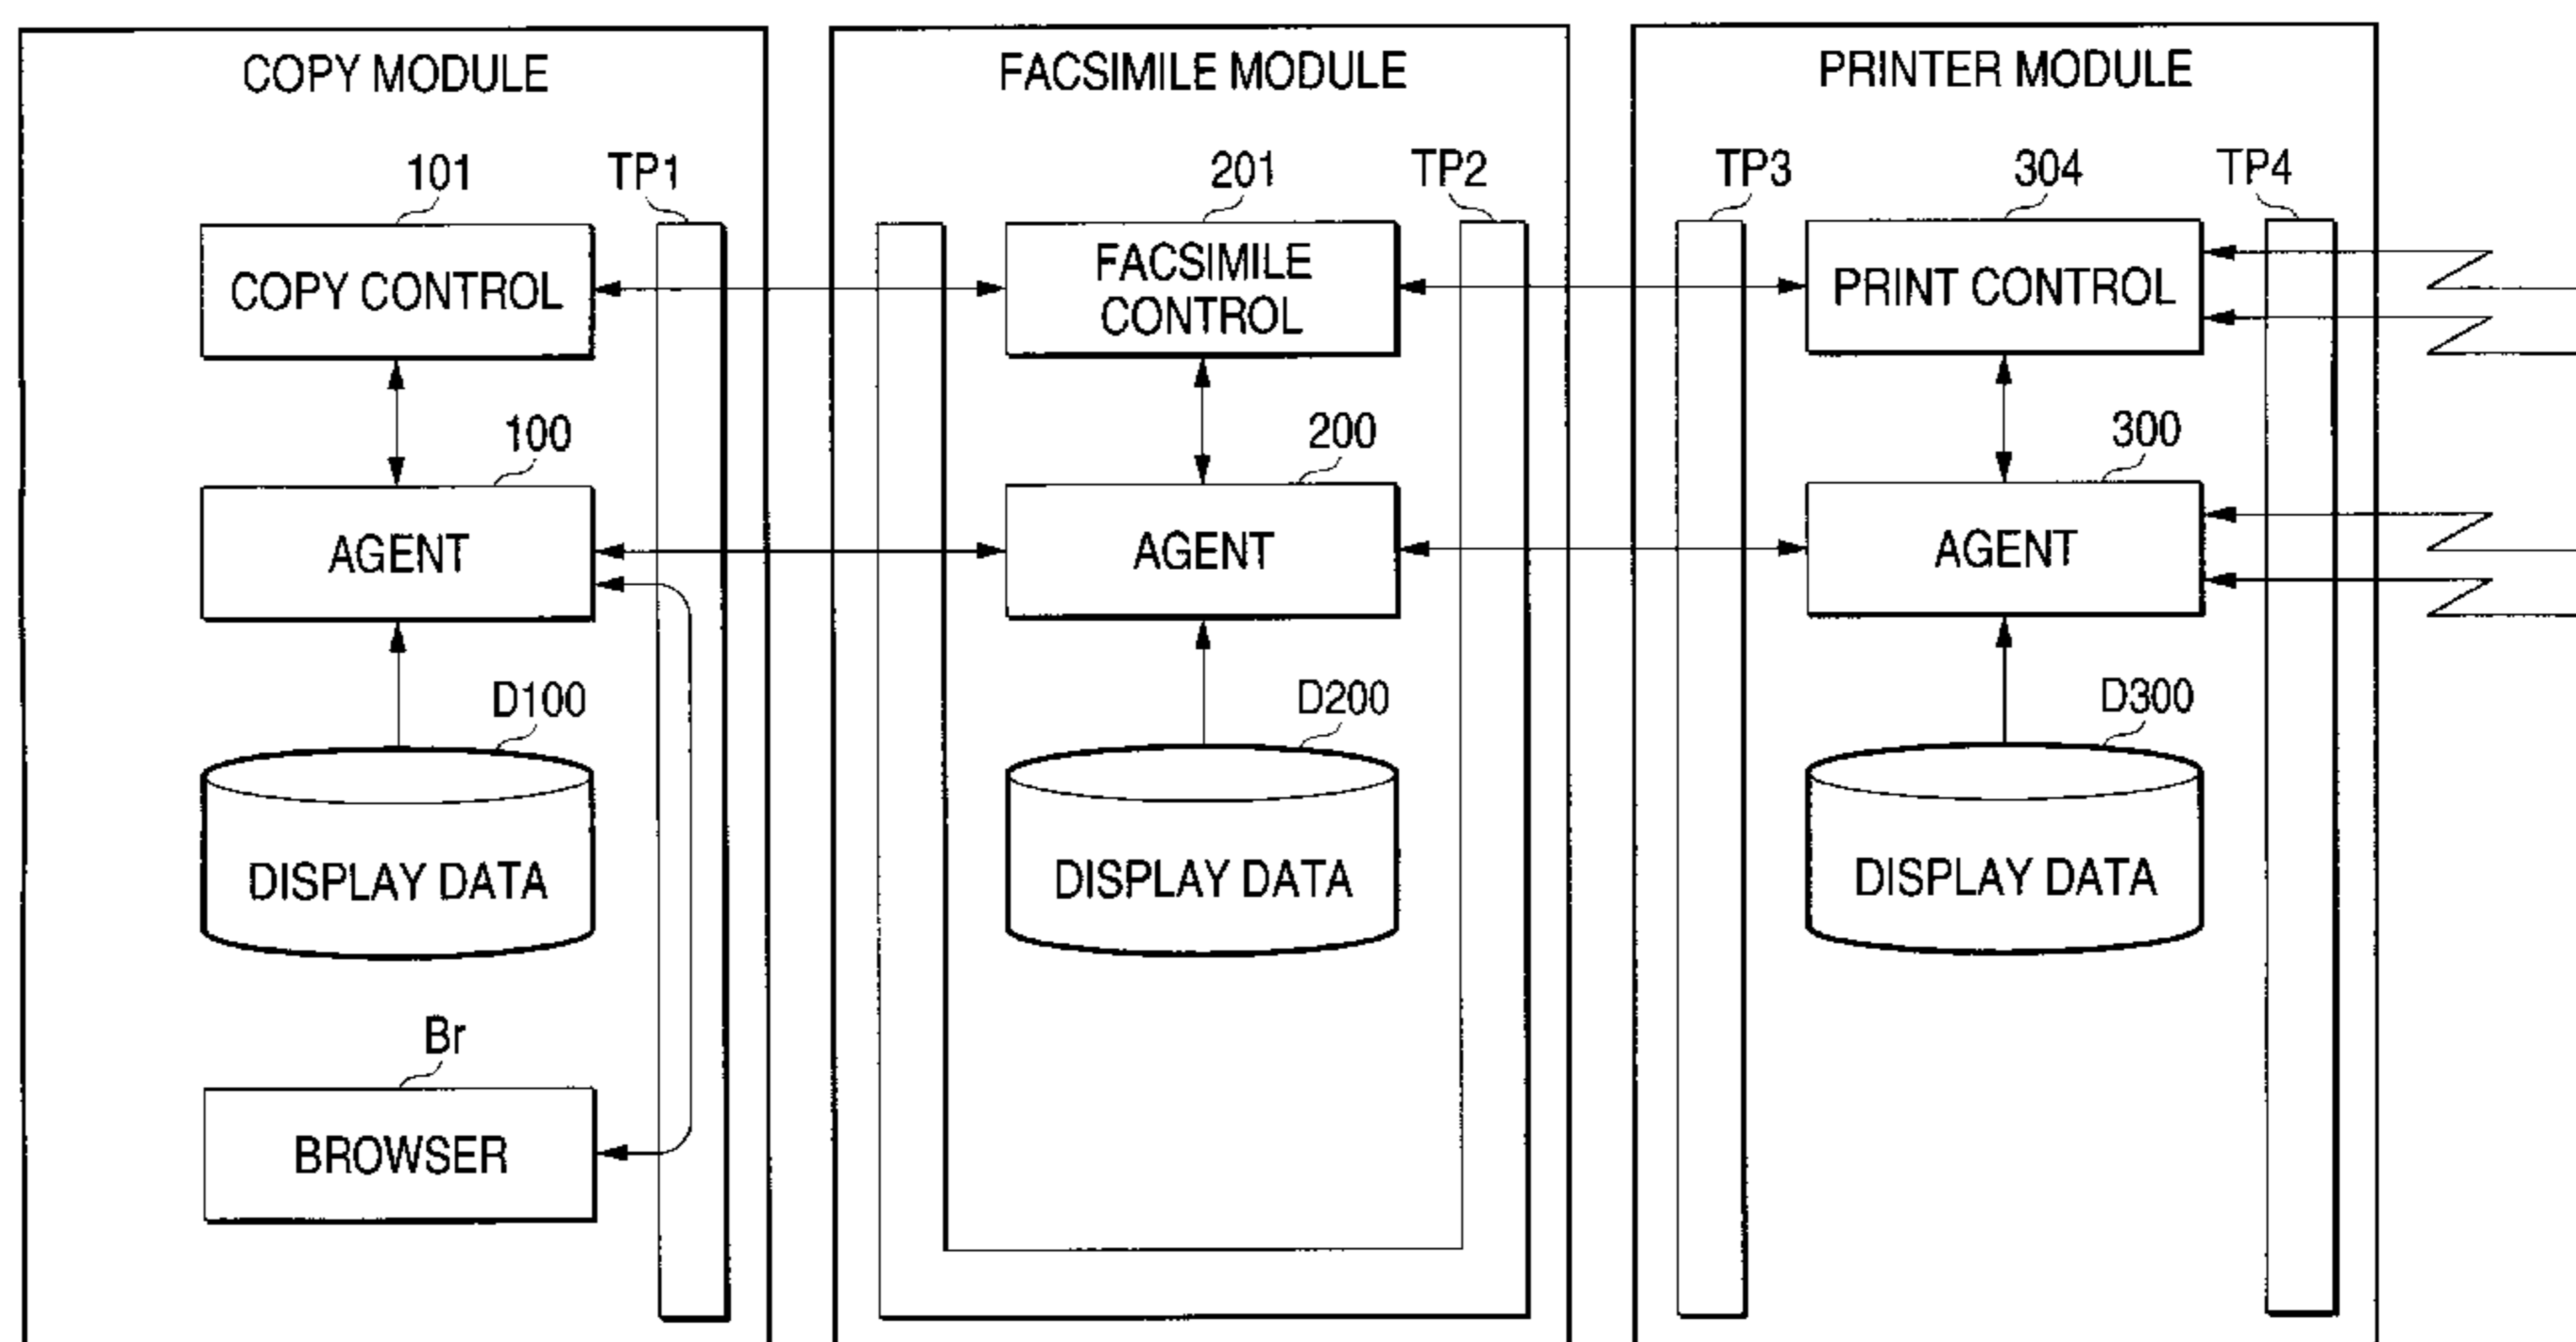 COPY MODULE
101
TP1
COPY CONTROL
100
AGENT
D100
DISPLAY DATA
Br
BROWSER
FACSIMILE MODULE
201
TP2
FACSIMILE
CONTROL
200
AGENT
D200
DISPLAY DATA
PRINTER MODULE
TP3
304
TP4
PRINT CONTROL
300
AGENT
D300
DISPLAY DATA